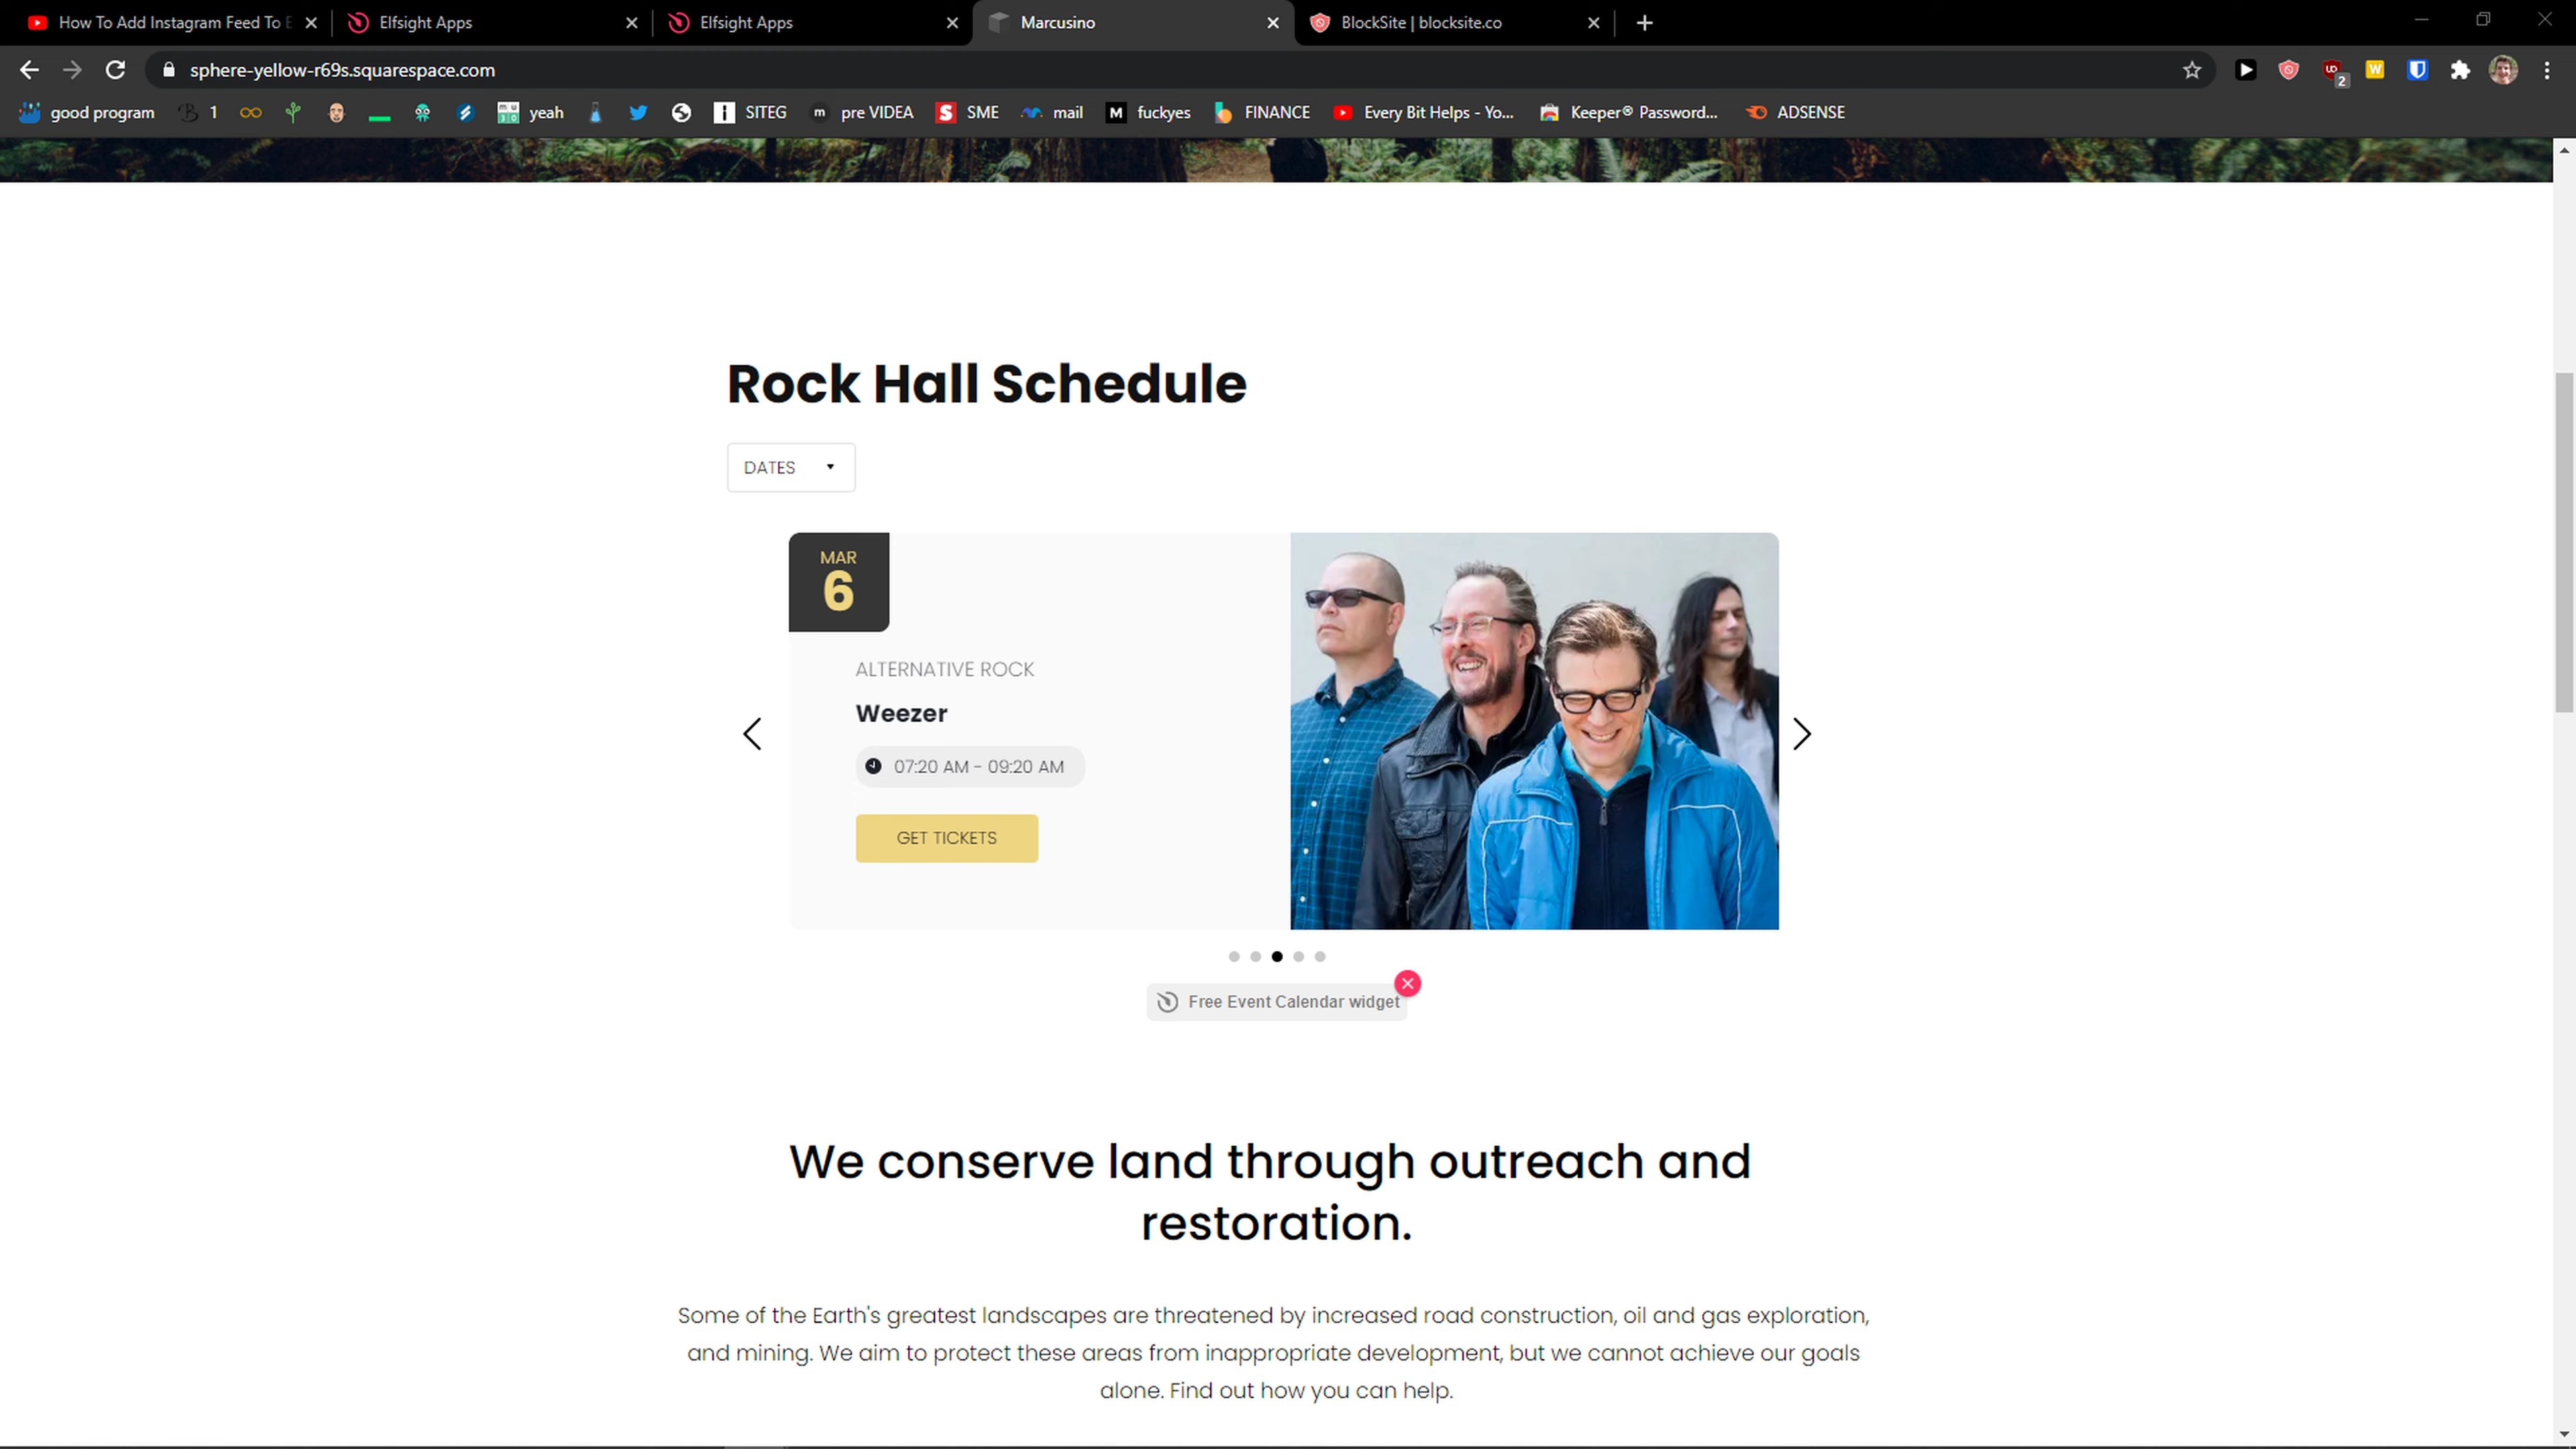 How To Add Instagram Feed To E
Elfsight Apps
Elfsight Apps
Marcusino
BlockSite | blocksite.co
sphere-yellow-r69s.squarespace.com
2
good program
1
yeah
SITEG
m pre VIDEA
S SME
mail
M fuckyes
FINANCE
Every Bit Helps - Yo...
Keeper® Password...
ADSENSE
Rock Hall Schedule
DATES
MAR
6
ALTERNATIVE ROCK
Weezer
07:20 AM - 09:20 AM
GET TICKETS
Free Event Calendar widget
We conserve land through outreach and
restoration.
Some of the Earth's greatest landscapes are threatened by increased road construction, oil and gas exploration,
and mining. We aim to protect these areas from inappropriate development, but we cannot achieve our goals
alone. Find out how you can help.